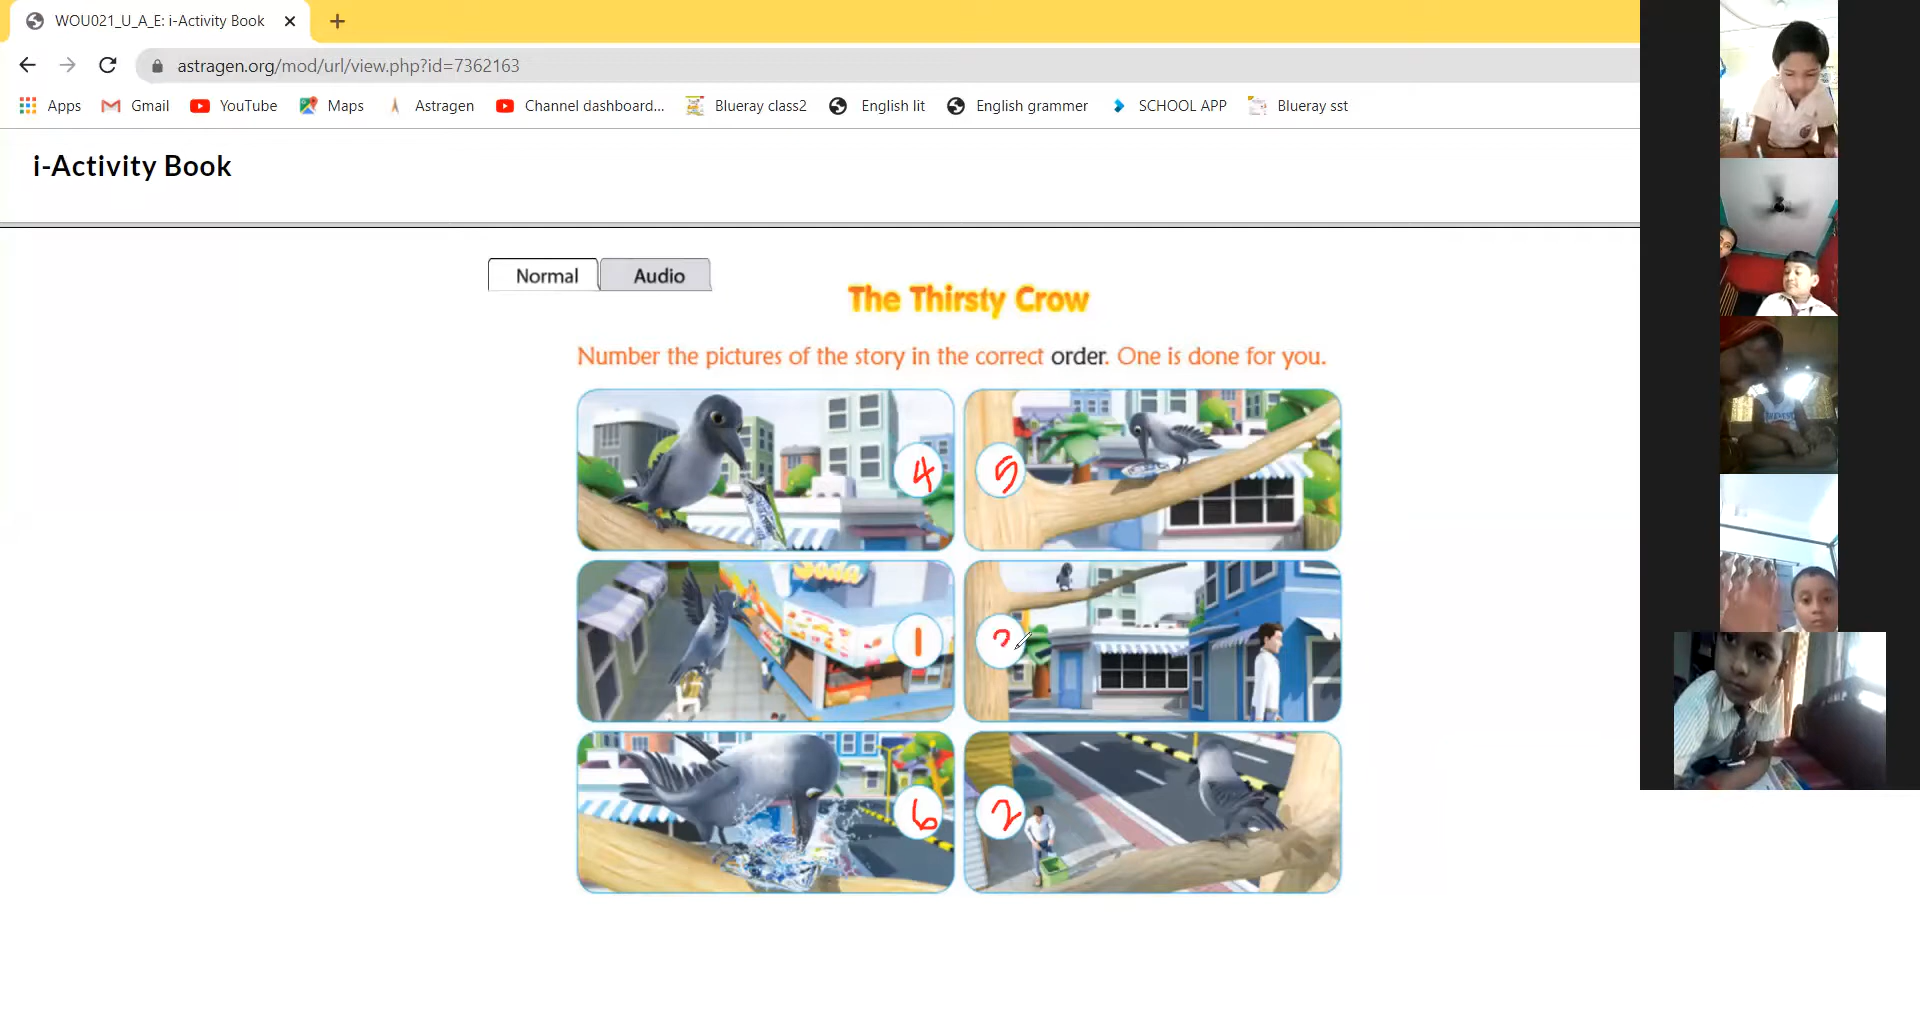 WOU021_U_A_E: i-Activity Book
astragen.org/mod/url/view.php?id=7362163
Apps Gmail YouTube Maps Astragen Channel dashboard... Blueray class2 English lit English grammer SCHOOL APP Blueray sst
i-Activity Book
Normal Audio
The Thirsty Crow
Number the pictures of the story in the correct order. One is done for you.
4 5
Soda
1
6 2